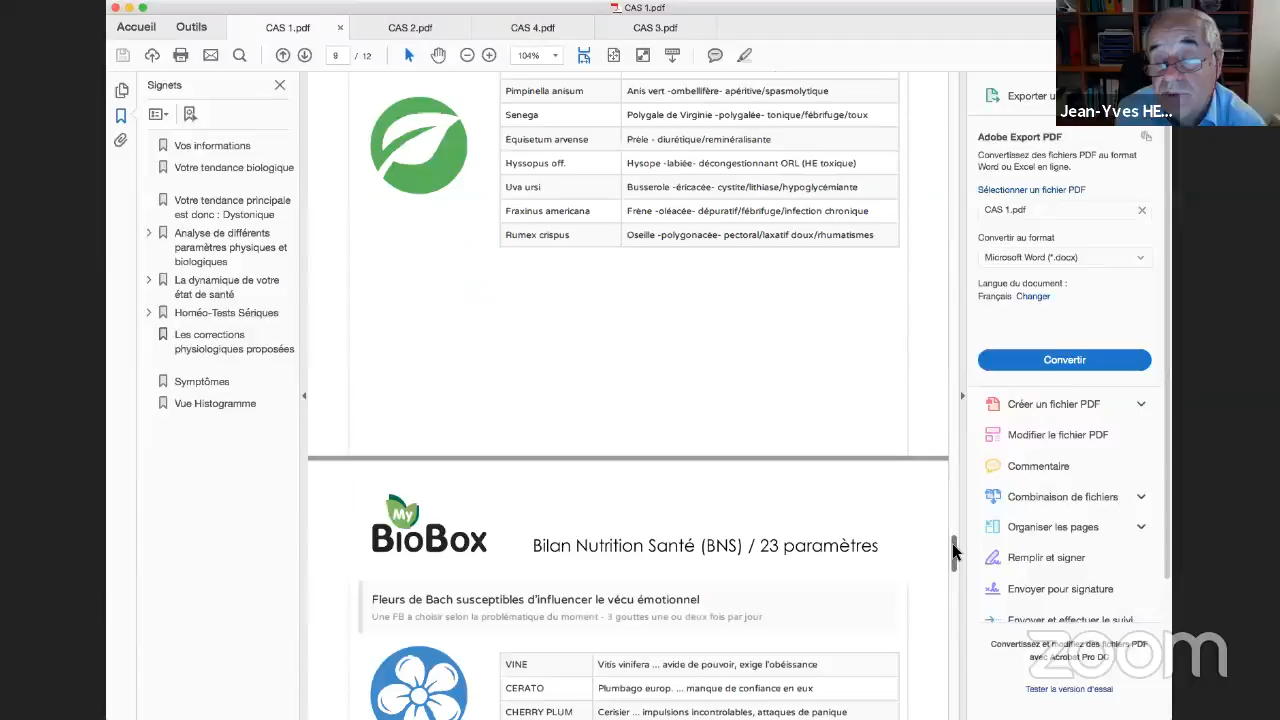 CAS 1.pdf
Accueil
Outils
CAS 1.pdf
CAS 2.pdf
CAS 4.pdf
CAS 3.pdf
9 / 12
104%
Jean-Yves HE...
Signets
Vos informations
Votre tendance biologique
Votre tendance principale
est donc : Dystonique
Analyse de différents
paramètres physiques et
biologiques
La dynamique de votre
état de santé
Homéo-Tests Sériques
Les corrections
physiologiques proposées
Symptômes
Vue Histogramme
Pimpinella anisum Anis vert -ombellifère- apéritive/spasmolytique
Senega Polygale de Virginie -polygalée- tonique/fébrifuge/toux
Equisetum arvense Prèle - diurétique/reminéralisante
Hyssopus off. Hysope -labiée- décongestionnant ORL (HE toxique)
Uva ursi Busserole -éricacée- cystite/lithiase/hypoglycémiante
Fraxinus americana Frène -oléacée- dépuratif/fébrifuge/infection chronique
Rumex crispus Oseille -polygonacée- pectoral/laxatif doux/rhumatismes
My
BioBox
Bilan Nutrition Santé (BNS) / 23 paramètres
Fleurs de Bach susceptibles d'influencer le vécu émotionnel
Une FB a choisir selon la problématique du moment - 3 gouttes une ou deux fois par jour
VINE Vitis vinifera ... avide de pouvoir, exige l'obéissance
CERATO Plumbago europ. ... manque de confiance en eux
CHERRY PLUM Cerisier ... impulsions incontrolables, attaques de panique
Exporter u
Adobe Export PDF
Convertissez des fichiers PDF au format
Word ou Excel en ligne.
Sélectionner un fichier PDF
CAS 1.pdf
Convertir au format
Microsoft Word (*.docx)
Langue du document :
Français Changer
Convertir
Créer un fichier PDF
Modifier le fichier PDF
Commentaire
Combinaison de fichiers
Organiser les pages
Remplir et signer
Envoyer pour signature
Envoyer et effectuer le suivi
Convertissez et modifiez des fichiers PDF
avec Acrobat Pro DC
Tester la version d'essai
zoom